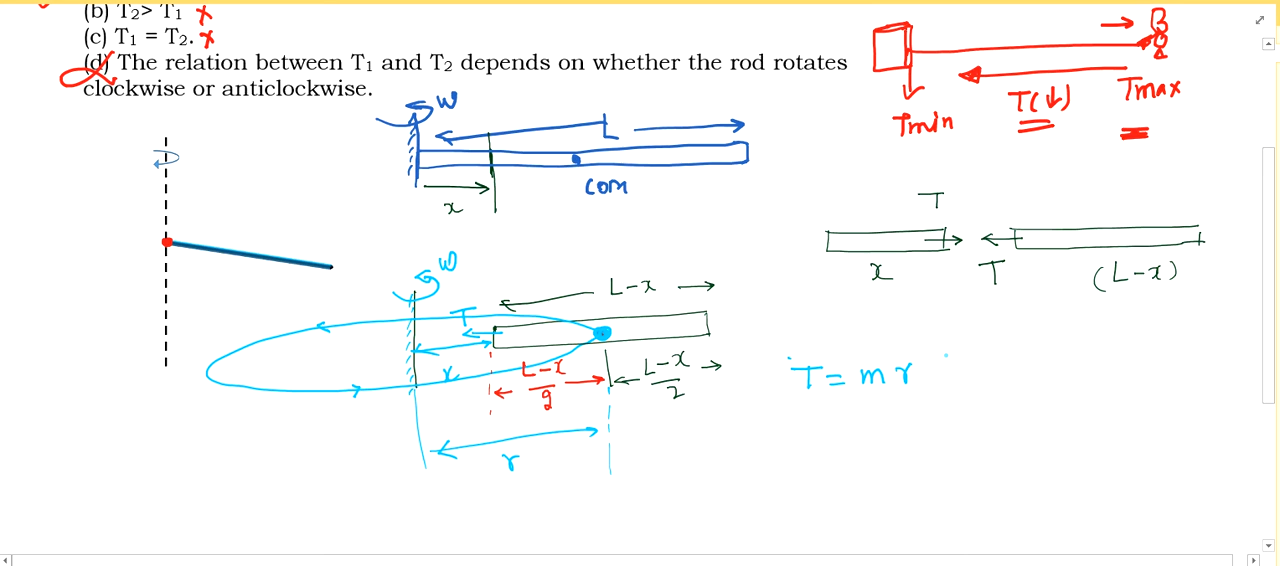 (b) T₂> T₁ x
(c) T₁ = T₂. x
(d) The relation between T₁ and T₂ depends on whether the rod rotates
clockwise or anticlockwise.
B
A
T(↓)
Tmax
Tmin
ω
L
com
x
T
x
T
(L-x)
ω
L-x
T
x
L-x/2
L-x/2
r
T = m r